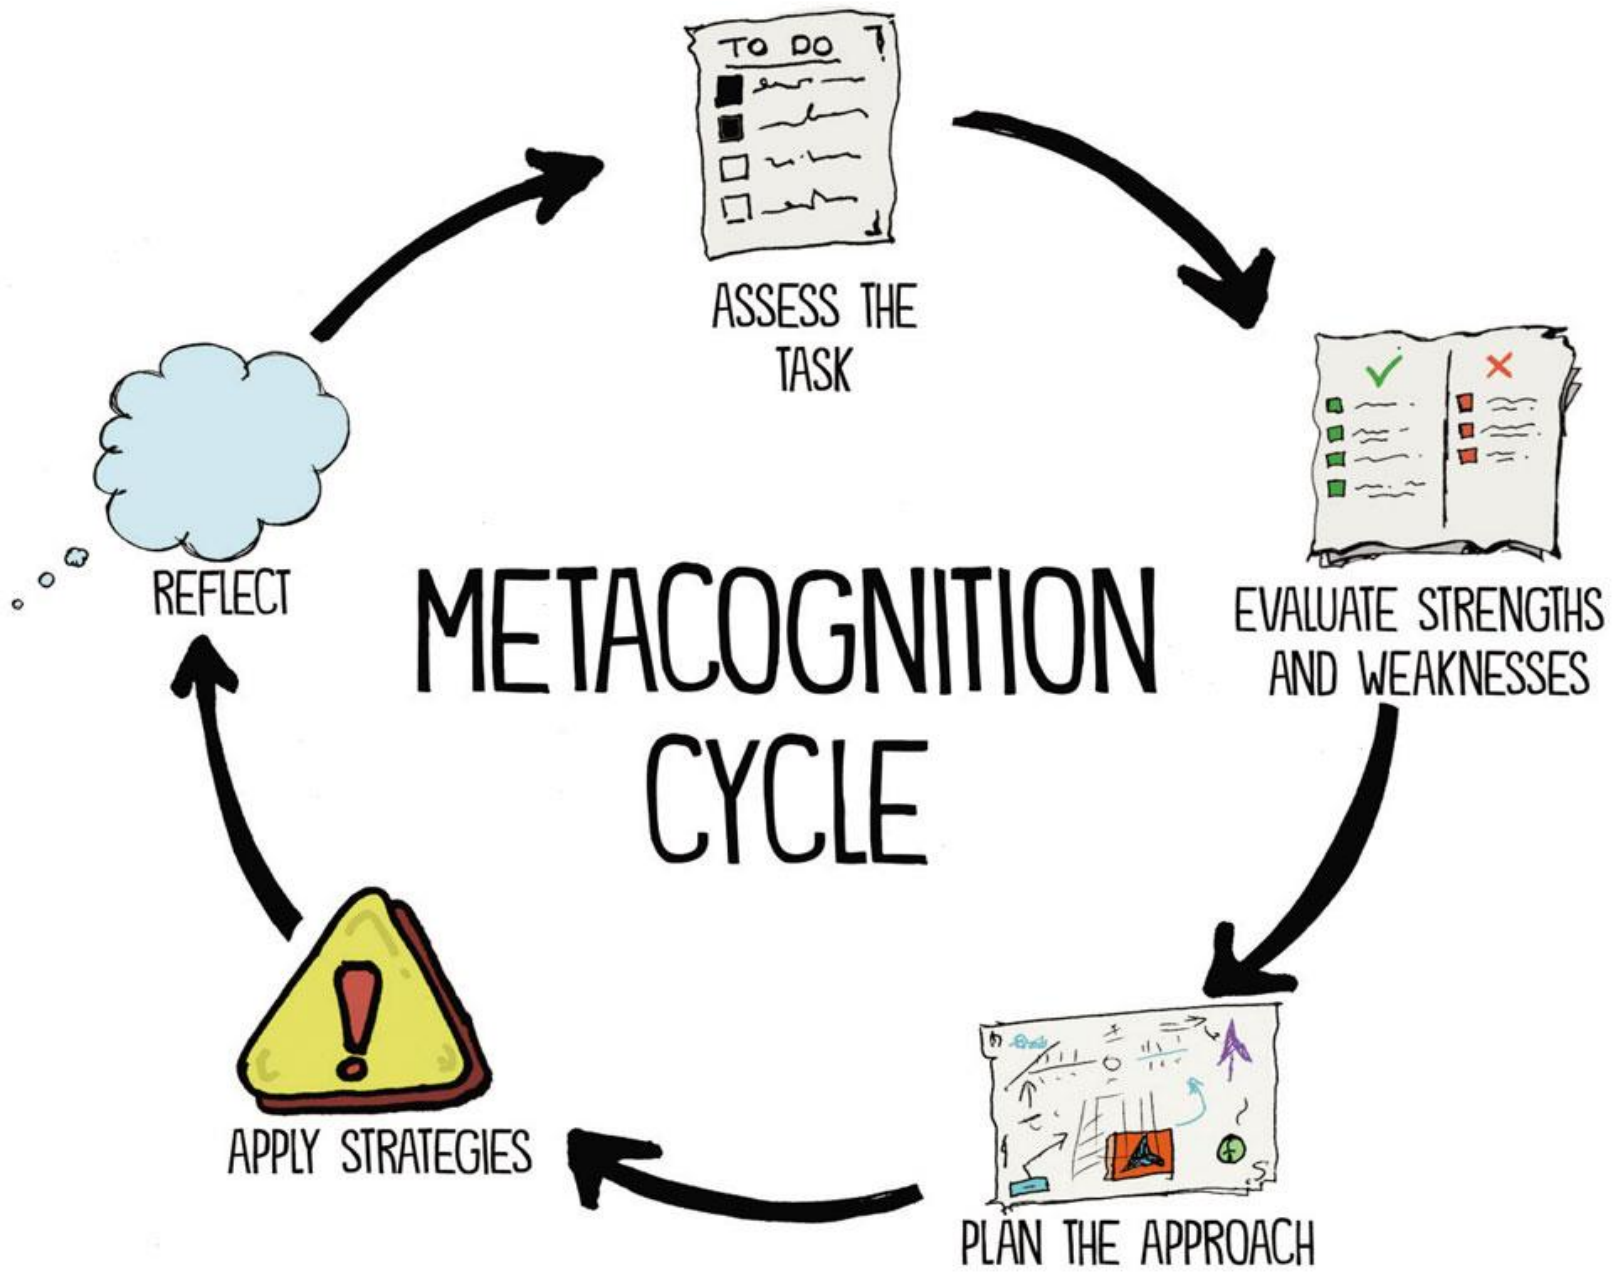 TO DO
ASSESS THE
TASK
EVALUATE STRENGTHS
AND WEAKNESSES
PLAN THE APPROACH
APPLY STRATEGIES
REFLECT
METACOGNITION
CYCLE